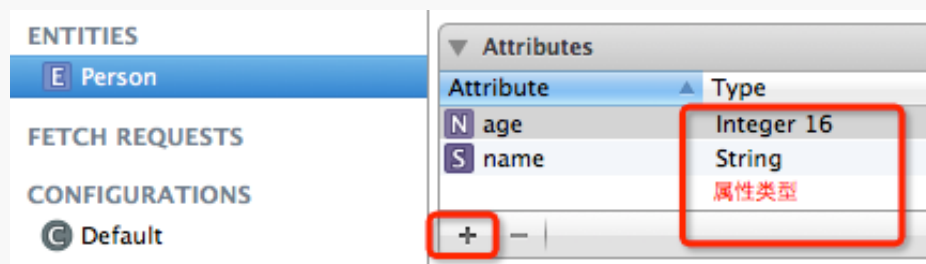 ENTITIES
E Person
FETCH REQUESTS
CONFIGURATIONS
C Default
Attributes
Attribute Type
N age Integer 16
S name String
属性类型
+ −